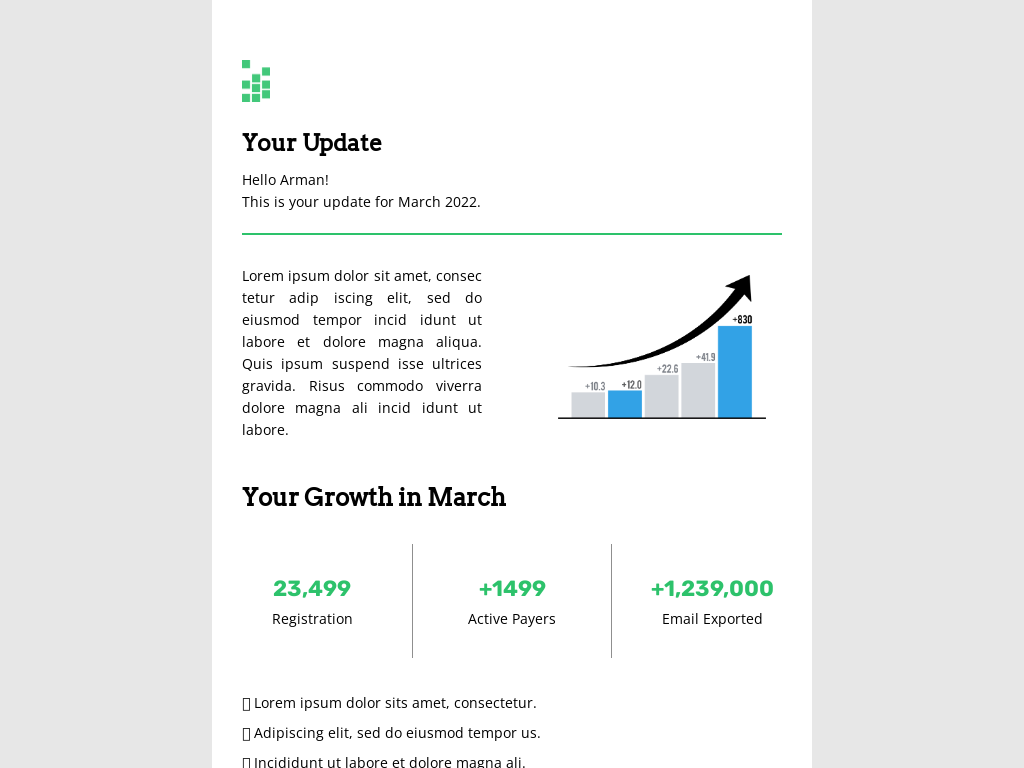 Your Update
Hello Arman!
This is your update for March 2022.
Lorem ipsum dolor sit amet, consec
tetur adip iscing elit, sed do
eiusmod tempor incid idunt ut
labore et dolore magna aliqua.
Quis ipsum suspend isse ultrices
gravida. Risus commodo viverra
dolore magna ali incid idunt ut
labore.
+10.3
+12.0
+22.6
+41.9
+830
Your Growth in March
23,499
Registration
+1499
Active Payers
+1,239,000
Email Exported
Lorem ipsum dolor sits amet, consectetur.
Adipiscing elit, sed do eiusmod tempor us.
Incididunt ut labore et dolore magna ali.